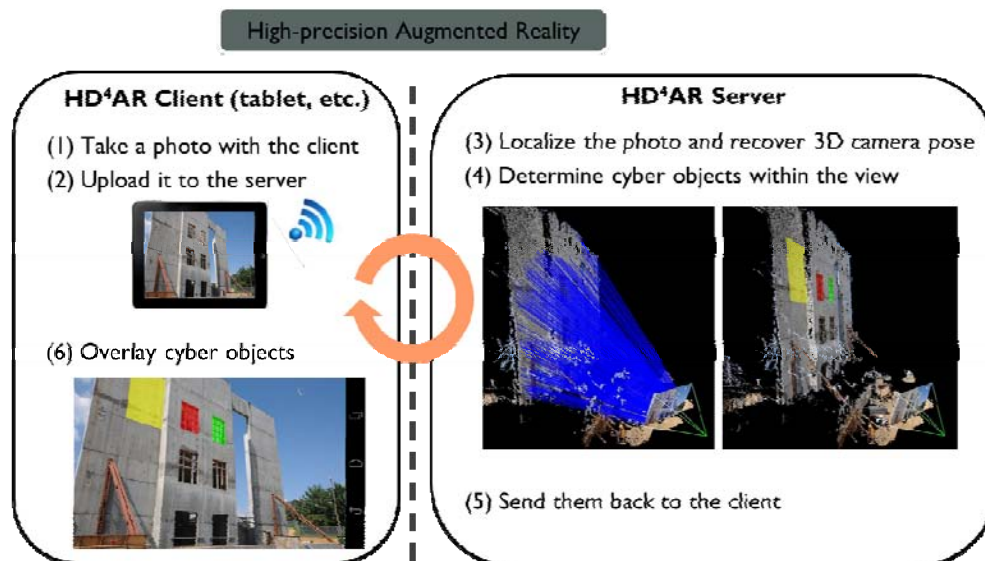 High-precision Augmented Reality
HD⁴AR Client (tablet, etc.)
(1) Take a photo with the client
(2) Upload it to the server
(6) Overlay cyber objects
HD⁴AR Server
(3) Localize the photo and recover 3D camera pose
(4) Determine cyber objects within the view
(5) Send them back to the client